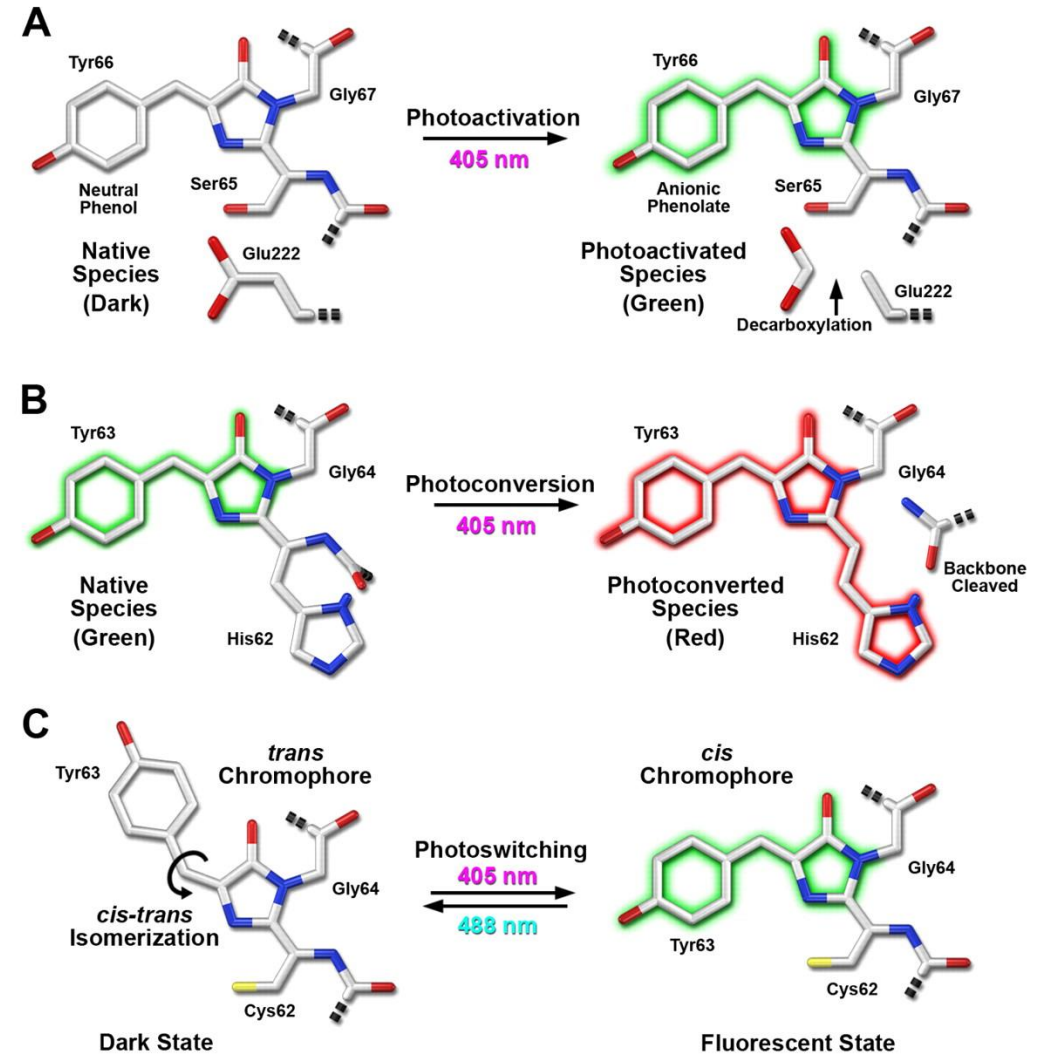 A
Tyr66
Gly67
Ser65
Neutral
Phenol
Native
Species
(Dark)
Glu222
Photoactivation
405 nm
Tyr66
Gly67
Ser65
Anionic
Phenolate
Photoactivated
Species
(Green)
Glu222
Decarboxylation
B
Tyr63
Gly64
Native
Species
(Green)
His62
Photoconversion
405 nm
Tyr63
Gly64
Backbone
Cleaved
Photoconverted
Species
(Red)
His62
C
Tyr63
trans
Chromophore
Gly64
cis-trans
Isomerization
Cys62
Dark State
Photoswitching
405 nm
488 nm
cis
Chromophore
Gly64
Tyr63
Cys62
Fluorescent State